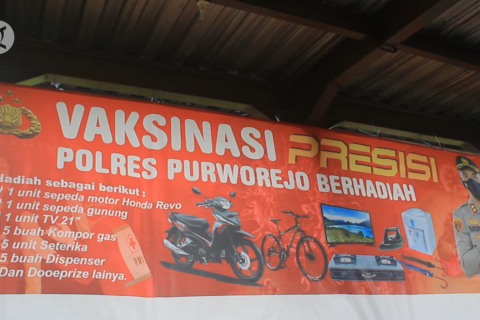 VAKSINASI PRESISI
POLRES PURWOREJO BERHADIAH
Hadiah sebagai berikut :
1 unit sepeda motor Honda Revo
1 unit sepeda gunung
1 unit TV 21"
5 buah Kompor gas
5 unit Seterika
5 buah Dispenser
Dan Dooeprize lainya.